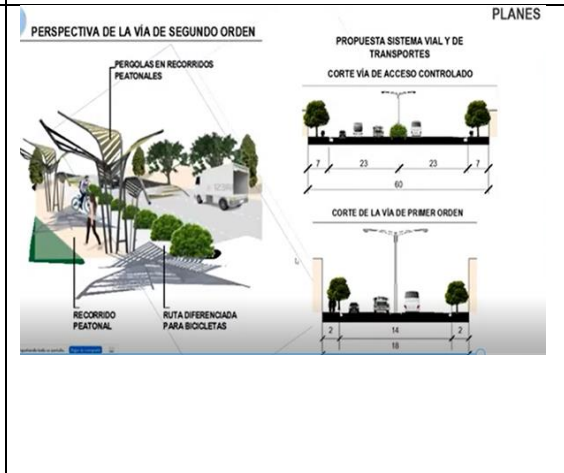 PLANES
PERSPECTIVA DE LA VÍA DE SEGUNDO ORDEN
PERGOLAS EN RECORRIDOS
PEATONALES
RECORRIDO
PEATONAL
RUTA DIFERENCIADA
PARA BICICLETAS
PROPUESTA SISTEMA VIAL Y DE
TRANSPORTES
CORTE VÍA DE ACCESO CONTROLADO
7 23 23 7
60
CORTE DE LA VÍA DE PRIMER ORDEN
2 14 2
18